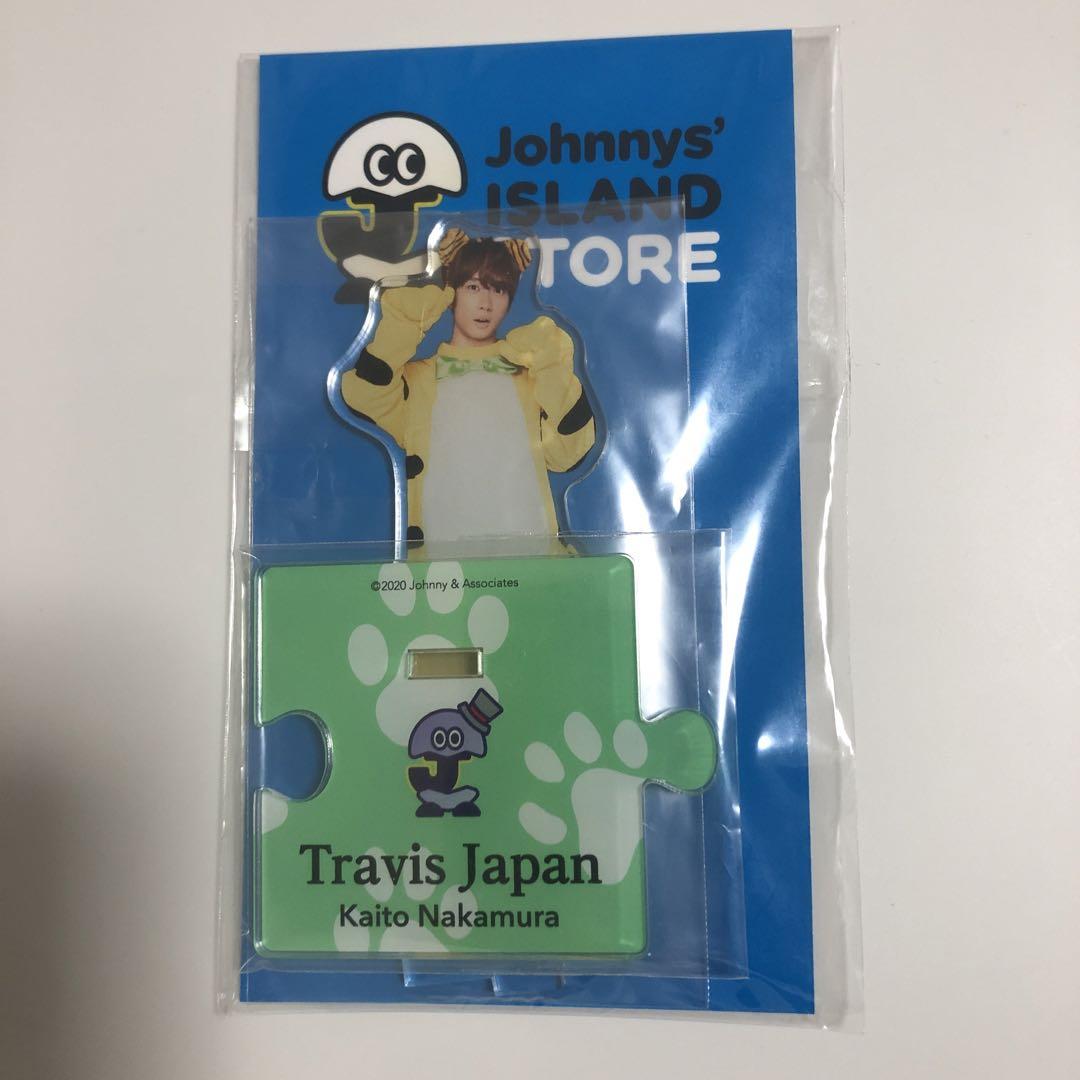 Johnnys'
ISLAND
STORE
©2020 Johnny & Associates
Travis Japan
Kaito Nakamura